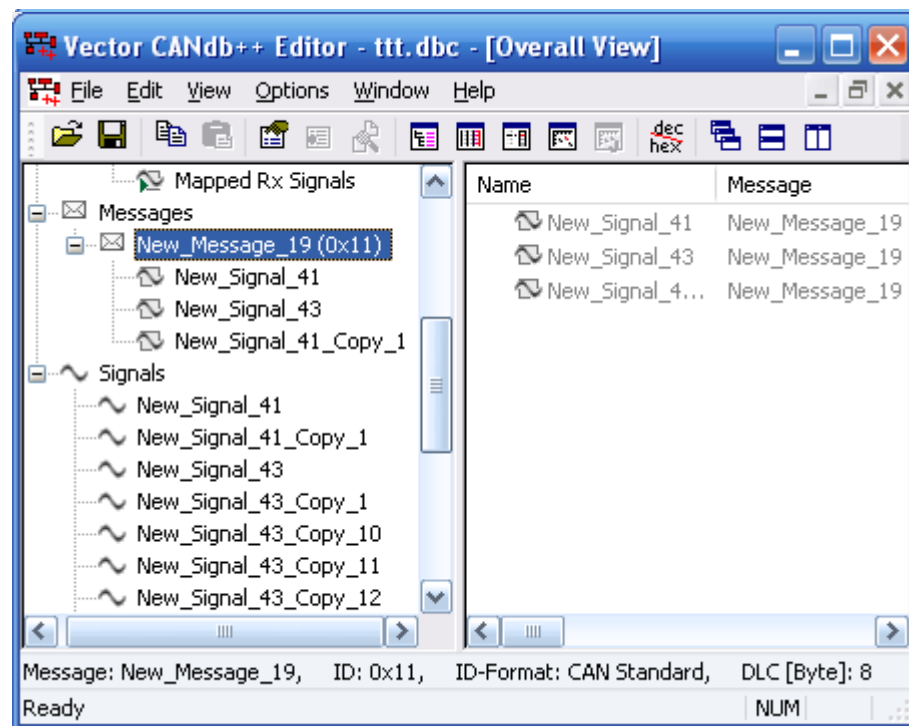 Vector CANdb++ Editor - ttt.dbc - [Overall View]
File Edit View Options Window Help
dec
hex
Mapped Rx Signals
Messages
New_Message_19 (0x11)
New_Signal_41
New_Signal_43
New_Signal_41_Copy_1
Signals
New_Signal_41
New_Signal_41_Copy_1
New_Signal_43
New_Signal_43_Copy_1
New_Signal_43_Copy_10
New_Signal_43_Copy_11
New_Signal_43_Copy_12
Name Message
New_Signal_41 New_Message_19
New_Signal_43 New_Message_19
New_Signal_4... New_Message_19
Message: New_Message_19, ID: 0x11, ID-Format: CAN Standard, DLC [Byte]: 8
Ready NUM